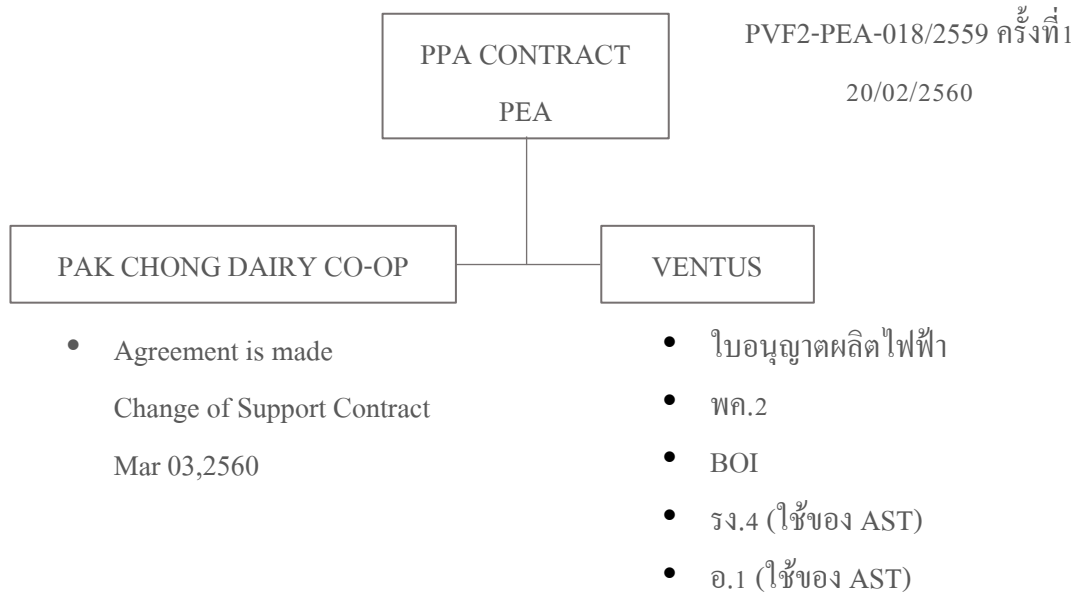 PPA CONTRACT
PEA
PVF2-PEA-018/2559 ครั้งที่1
20/02/2560
PAK CHONG DAIRY CO-OP
VENTUS
• Agreement is made
Change of Support Contract
Mar 03,2560
• ใบอนุญาตผลิตไฟฟ้า
• พค.2
• BOI
• รง.4 (ใช้ของ AST)
• อ.1 (ใช้ของ AST)